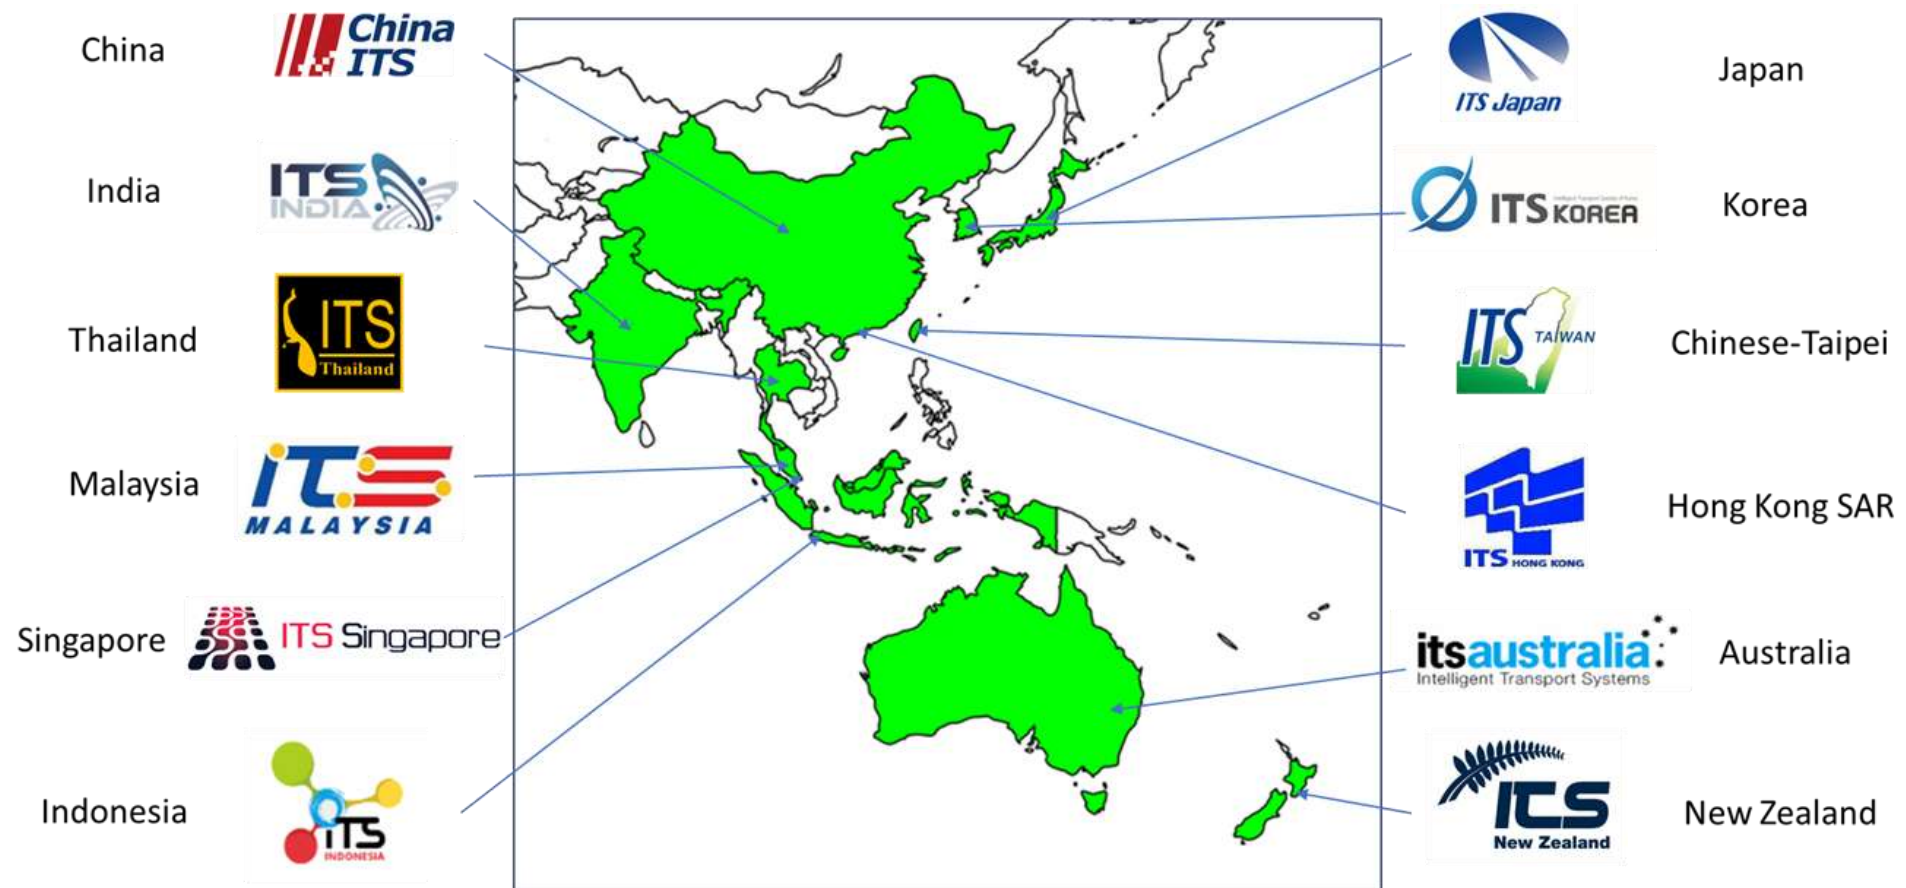 China
China
ITS
India
ITS
INDIA
Thailand
ITS
Thailand
Malaysia
ITS
MALAYSIA
Singapore
ITS Singapore
Indonesia
iTS
INDONESIA
ITS Japan
Japan
ITS KOREA
Korea
ITS TAIWAN
Chinese-Taipei
ITS HONG KONG
Hong Kong SAR
itsaustralia
Intelligent Transport Systems
Australia
ITS
New Zealand
New Zealand